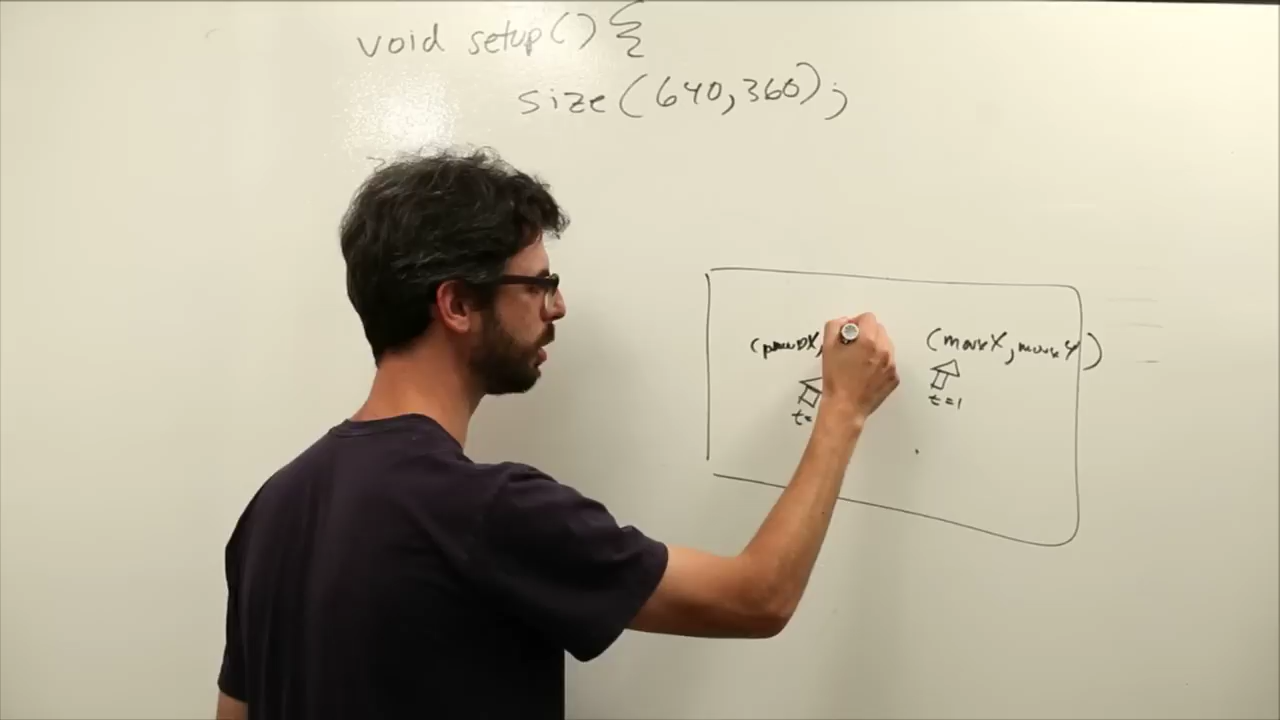 void setup() {
size(640,360);
(pmouseX, (mouseX, mouseY)
t= t=1